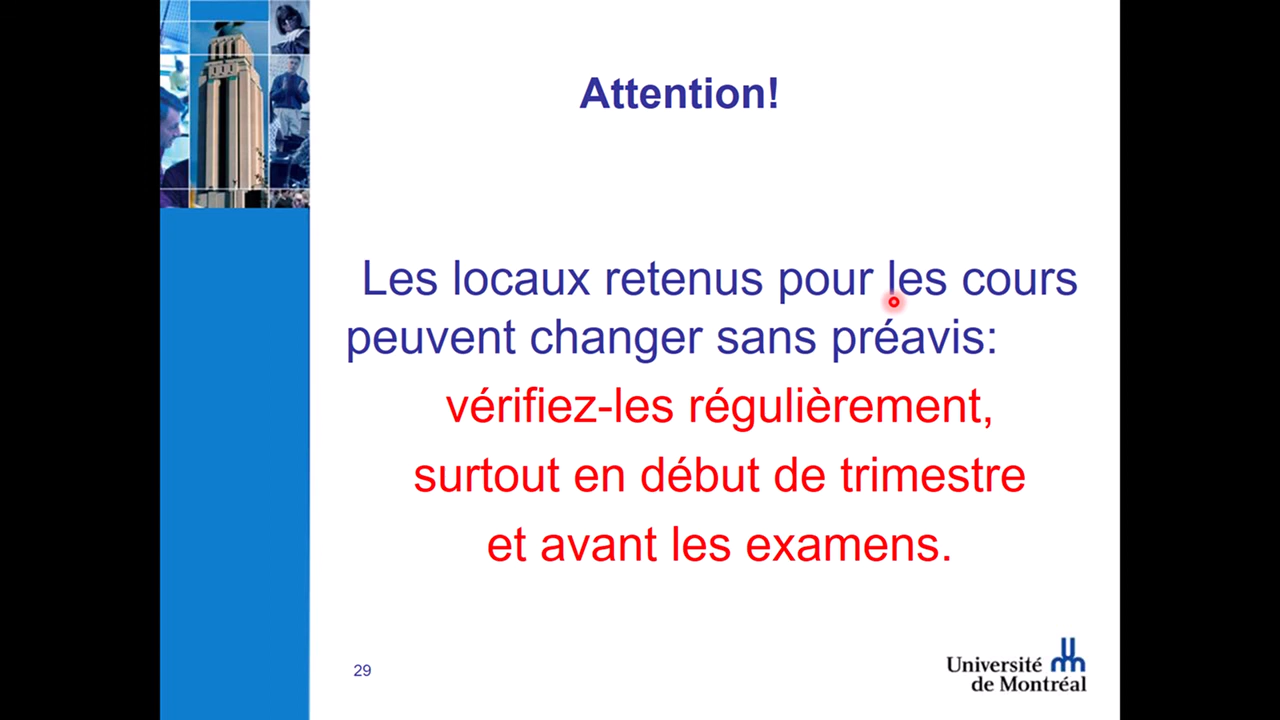 Attention!
Les locaux retenus pour les cours
peuvent changer sans préavis:
vérifiez-les régulièrement,
surtout en début de trimestre
et avant les examens.
29
Université
de Montréal